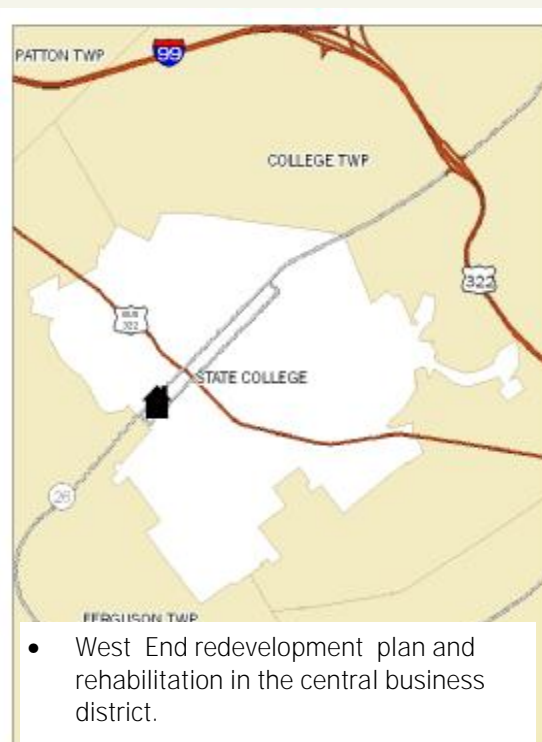 PATTON TWP
99
COLLEGE TWP
322
BUS
322
STATE COLLEGE
26
FERGUSON TWP
• West End redevelopment plan and
rehabilitation in the central business
district.